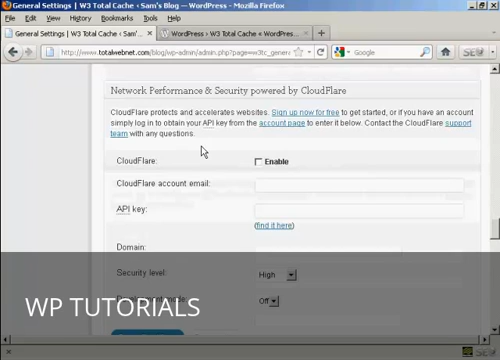 General Settings | W3 Total Cache ‹ Sam's Blog — WordPress - Mozilla Firefox
File Edit View History Bookmarks Tools Help
General Settings | W3 Total Cache ‹ Sam's ...
WordPress › W3 Total Cache « WordPress ...
http://www.totalwebnet.com/blog/wp-admin/admin.php?page=w3tc_genera
Google
Network Performance & Security powered by CloudFlare
CloudFlare protects and accelerates websites. Sign up now for free to get started, or if you have an account
simply log in to obtain your API key from the account page to enter it below. Contact the CloudFlare support
team with any questions.
CloudFlare: Enable
CloudFlare account email:
API key:
(find it here)
Domain:
Security level: High
Development mode: Off
WP TUTORIALS